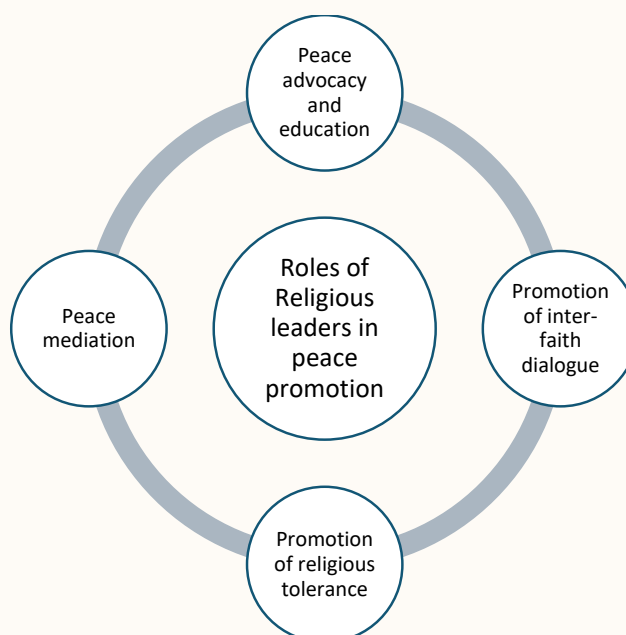 Peace
advocacy
and
education
Roles of
Religious
leaders in
peace
promotion
Promotion
of inter-
faith
dialogue
Peace
mediation
Promotion
of religious
tolerance